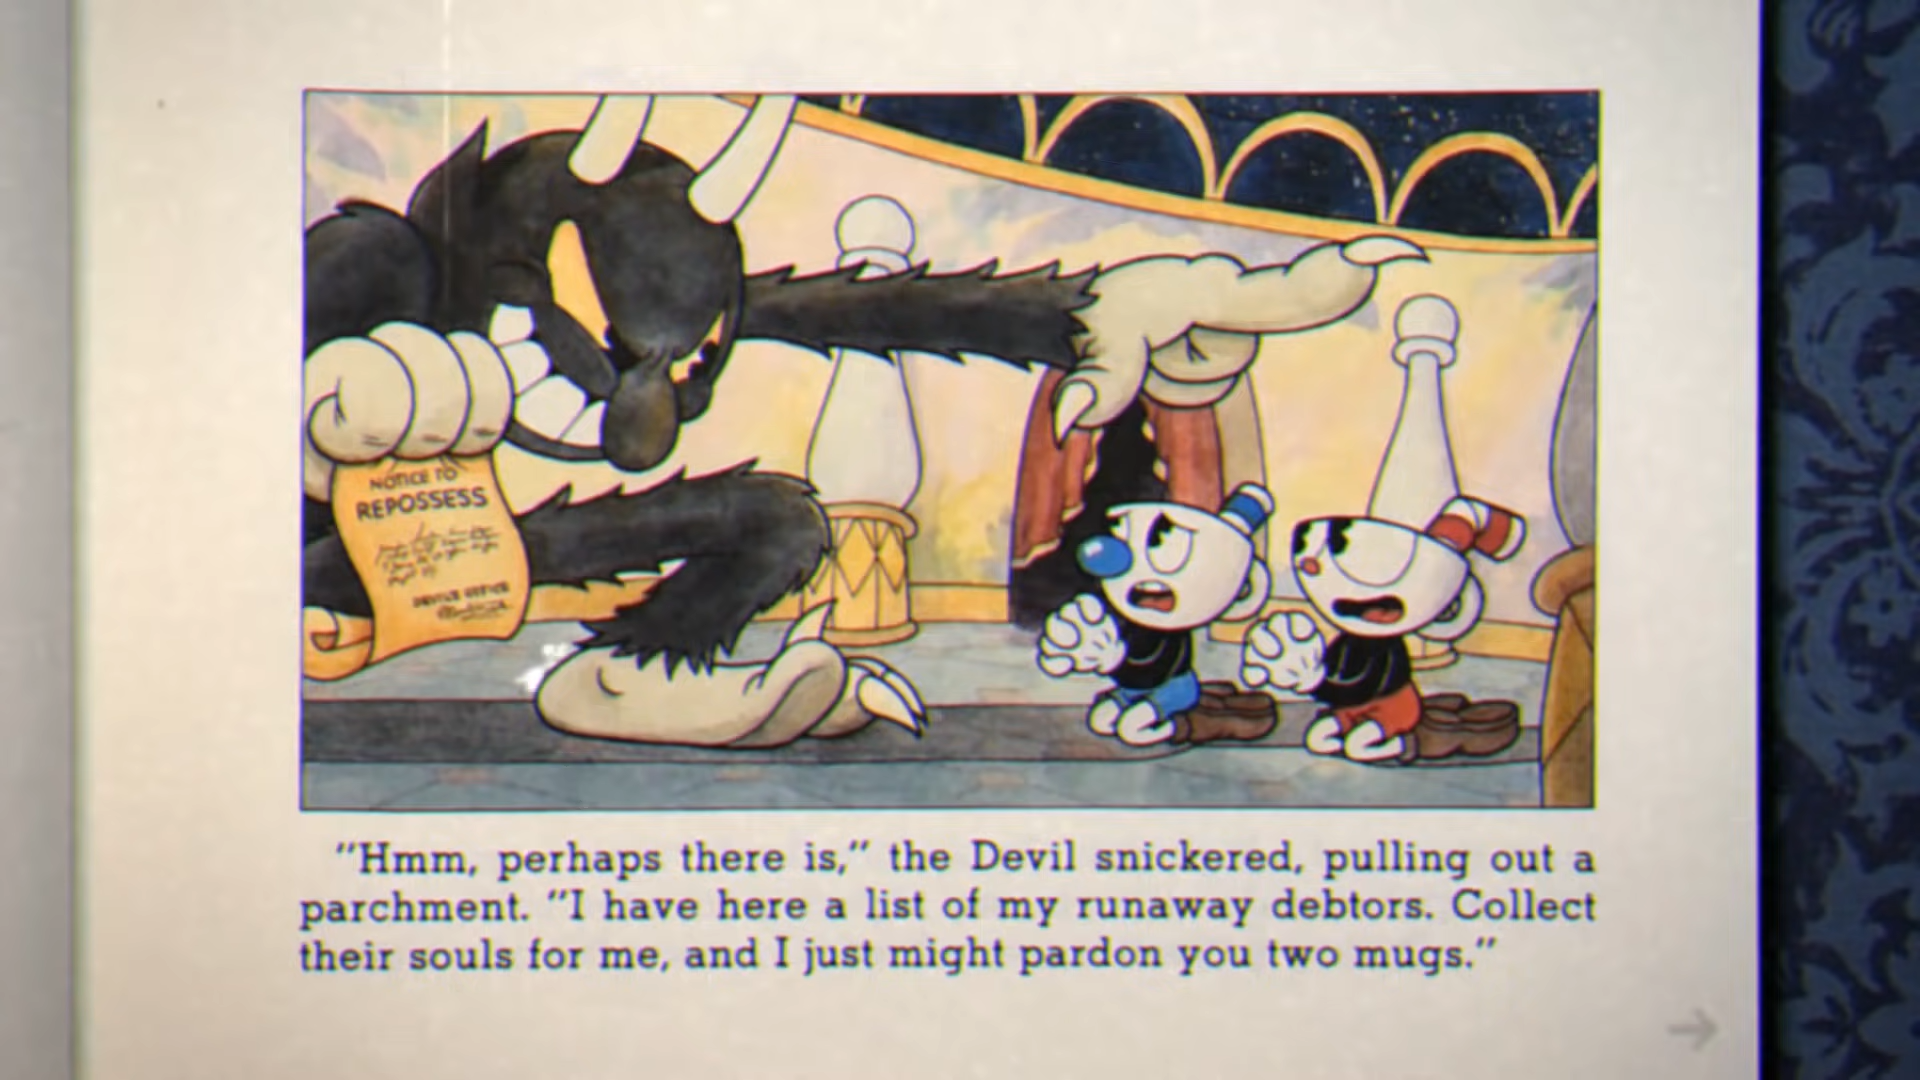 NOTICE TO
REPOSSESS
“Hmm, perhaps there is,” the Devil snickered, pulling out a
parchment. “I have here a list of my runaway debtors. Collect
their souls for me, and I just might pardon you two mugs.”